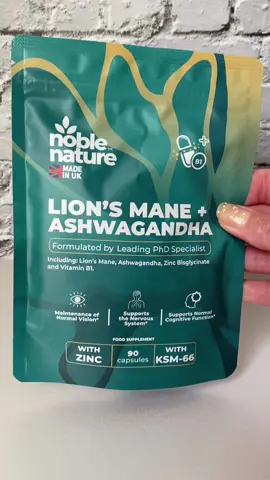 noble
nature
MADE
IN UK
B1
LION'S MANE +
ASHWAGANDHA
Formulated by Leading PhD Specialist
Including: Lion's Mane, Ashwagandha, Zinc Bisglycinate
and Vitamin B1.
Maintenance of
Normal Vision*
Supports
the Nervous
System*
Supports Normal
Cognitive Function*
FOOD SUPPLEMENT
WITH
ZINC
90
capsules
WITH
KSM-66